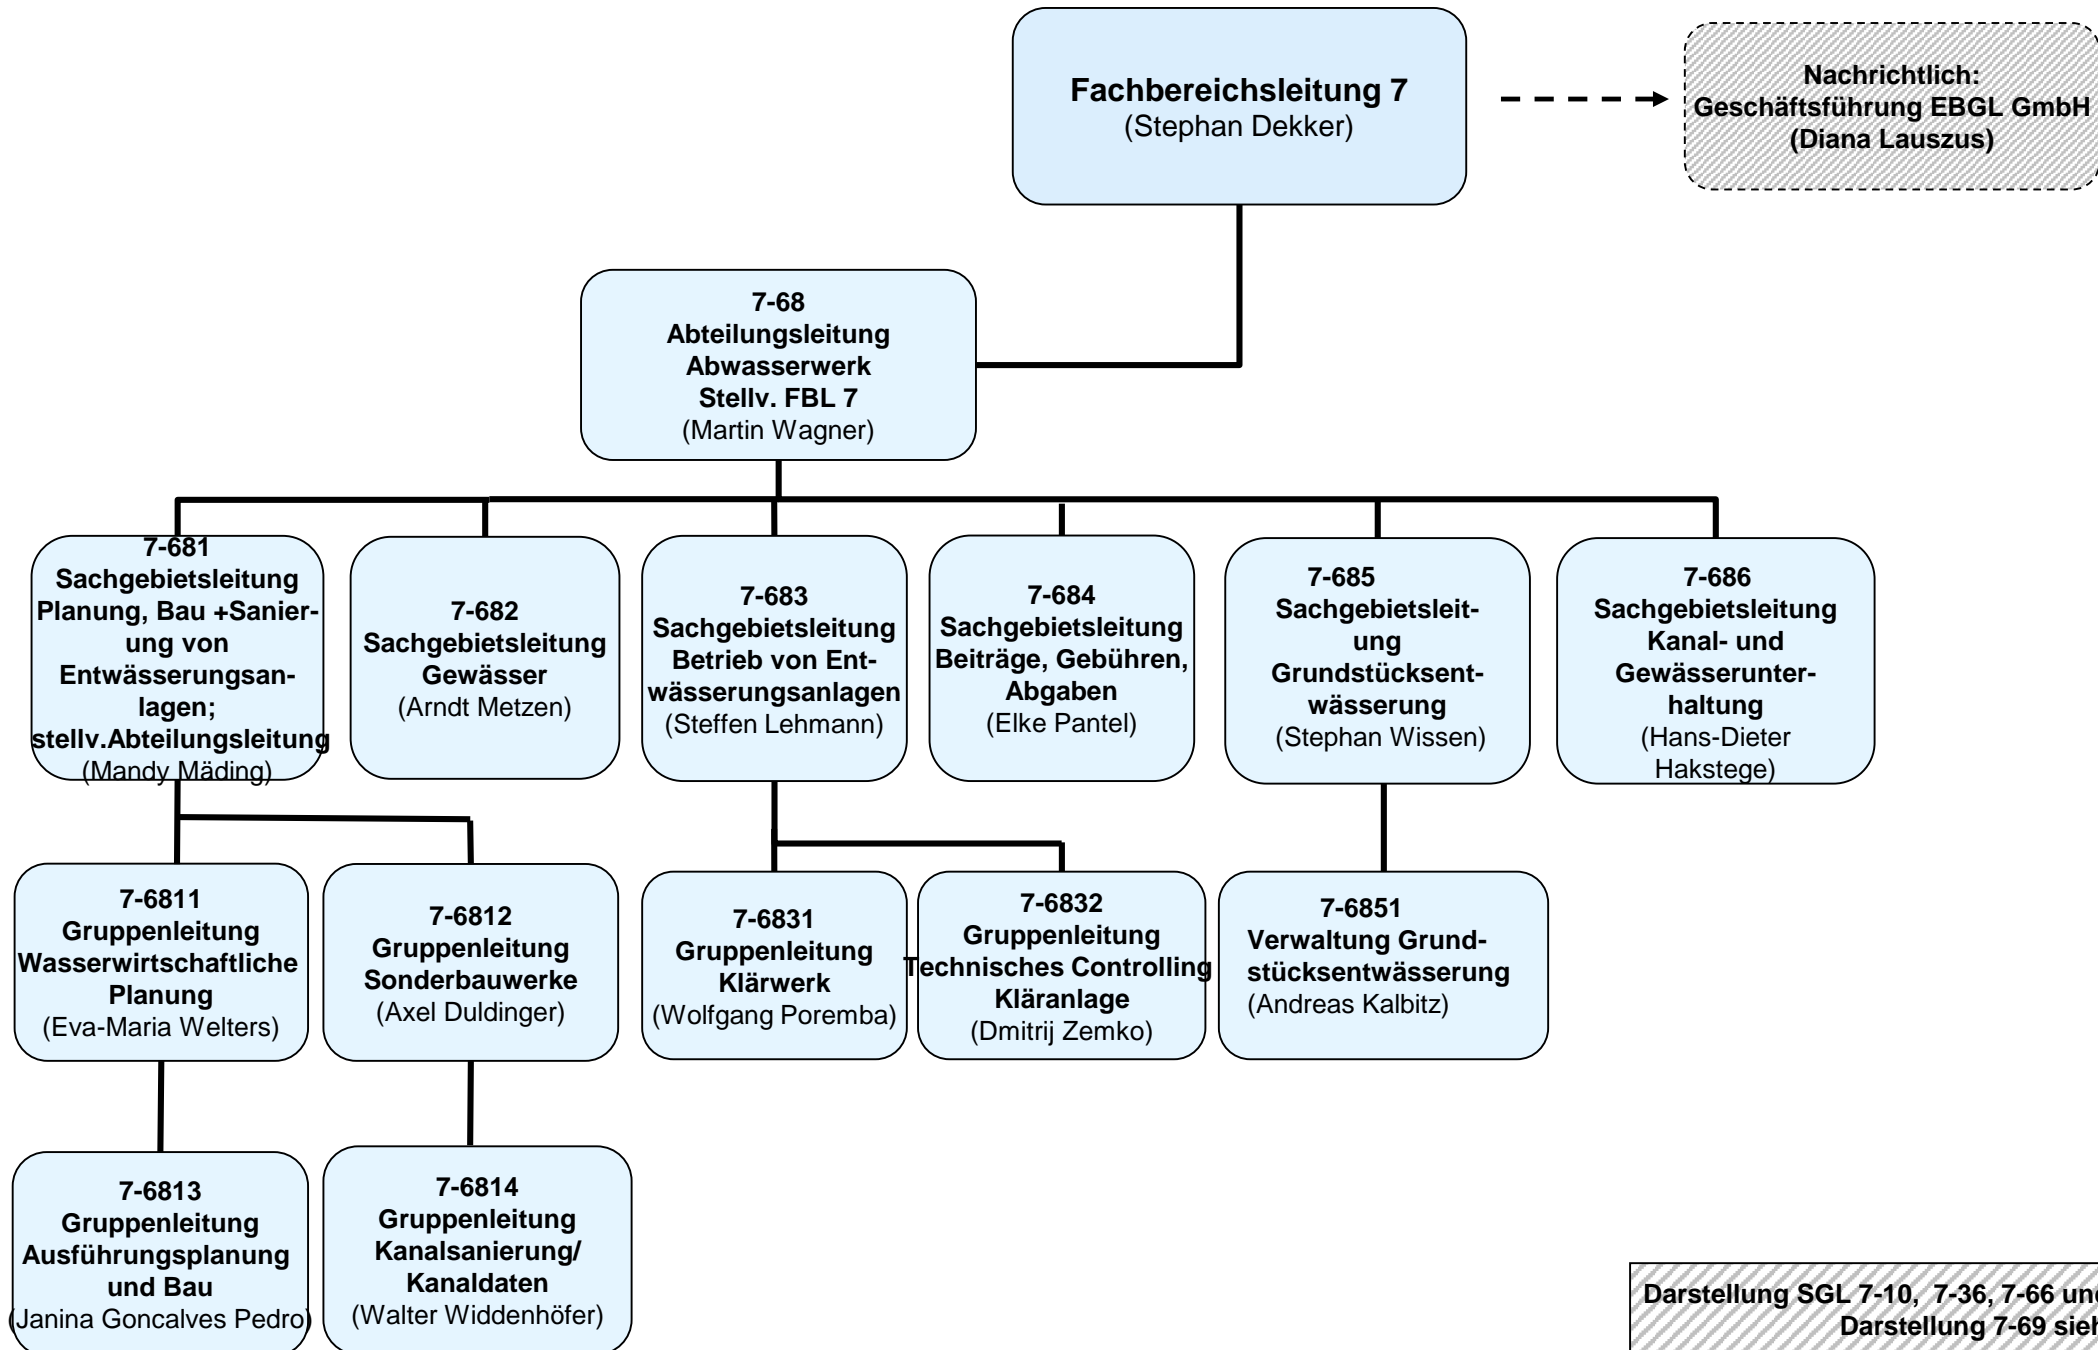 Fachbereichsleitung 7
(Stephan Dekker)
Nachrichtlich:
Geschäftsführung EBGL GmbH
(Diana Lauszus)
7-68
Abteilungsleitung
Abwasserwerk
Stellv. FBL 7
(Martin Wagner)
7-681
Sachgebietsleitung
Planung, Bau +Sanier-
ung von
Entwässerungsan-
lagen;
stellv.Abteilungsleitung
(Mandy Mäding)
7-682
Sachgebietsleitung
Gewässer
(Arndt Metzen)
7-683
Sachgebietsleitung
Betrieb von Ent-
wässerungsanlagen
(Steffen Lehmann)
7-684
Sachgebietsleitung
Beiträge, Gebühren,
Abgaben
(Elke Pantel)
7-685
Sachgebietsleit-
ung
Grundstücksent-
wässerung
(Stephan Wissen)
7-686
Sachgebietsleitung
Kanal- und
Gewässerunter-
haltung
(Hans-Dieter
Hakstege)
7-6811
Gruppenleitung
Wasserwirtschaftliche
Planung
(Eva-Maria Welters)
7-6812
Gruppenleitung
Sonderbauwerke
(Axel Duldinger)
7-6831
Gruppenleitung
Klärwerk
(Wolfgang Poremba)
7-6832
Gruppenleitung
Technisches Controlling
Kläranlage
(Dmitrij Zemko)
7-6851
Verwaltung Grund-
stücksentwässerung
(Andreas Kalbitz)
7-6813
Gruppenleitung
Ausführungsplanung
und Bau
(Janina Goncalves Pedro)
7-6814
Gruppenleitung
Kanalsanierung/
Kanaldaten
(Walter Widdenhöfer)
Darstellung SGL 7-10, 7-36, 7-66 und
Darstellung 7-69 sieh